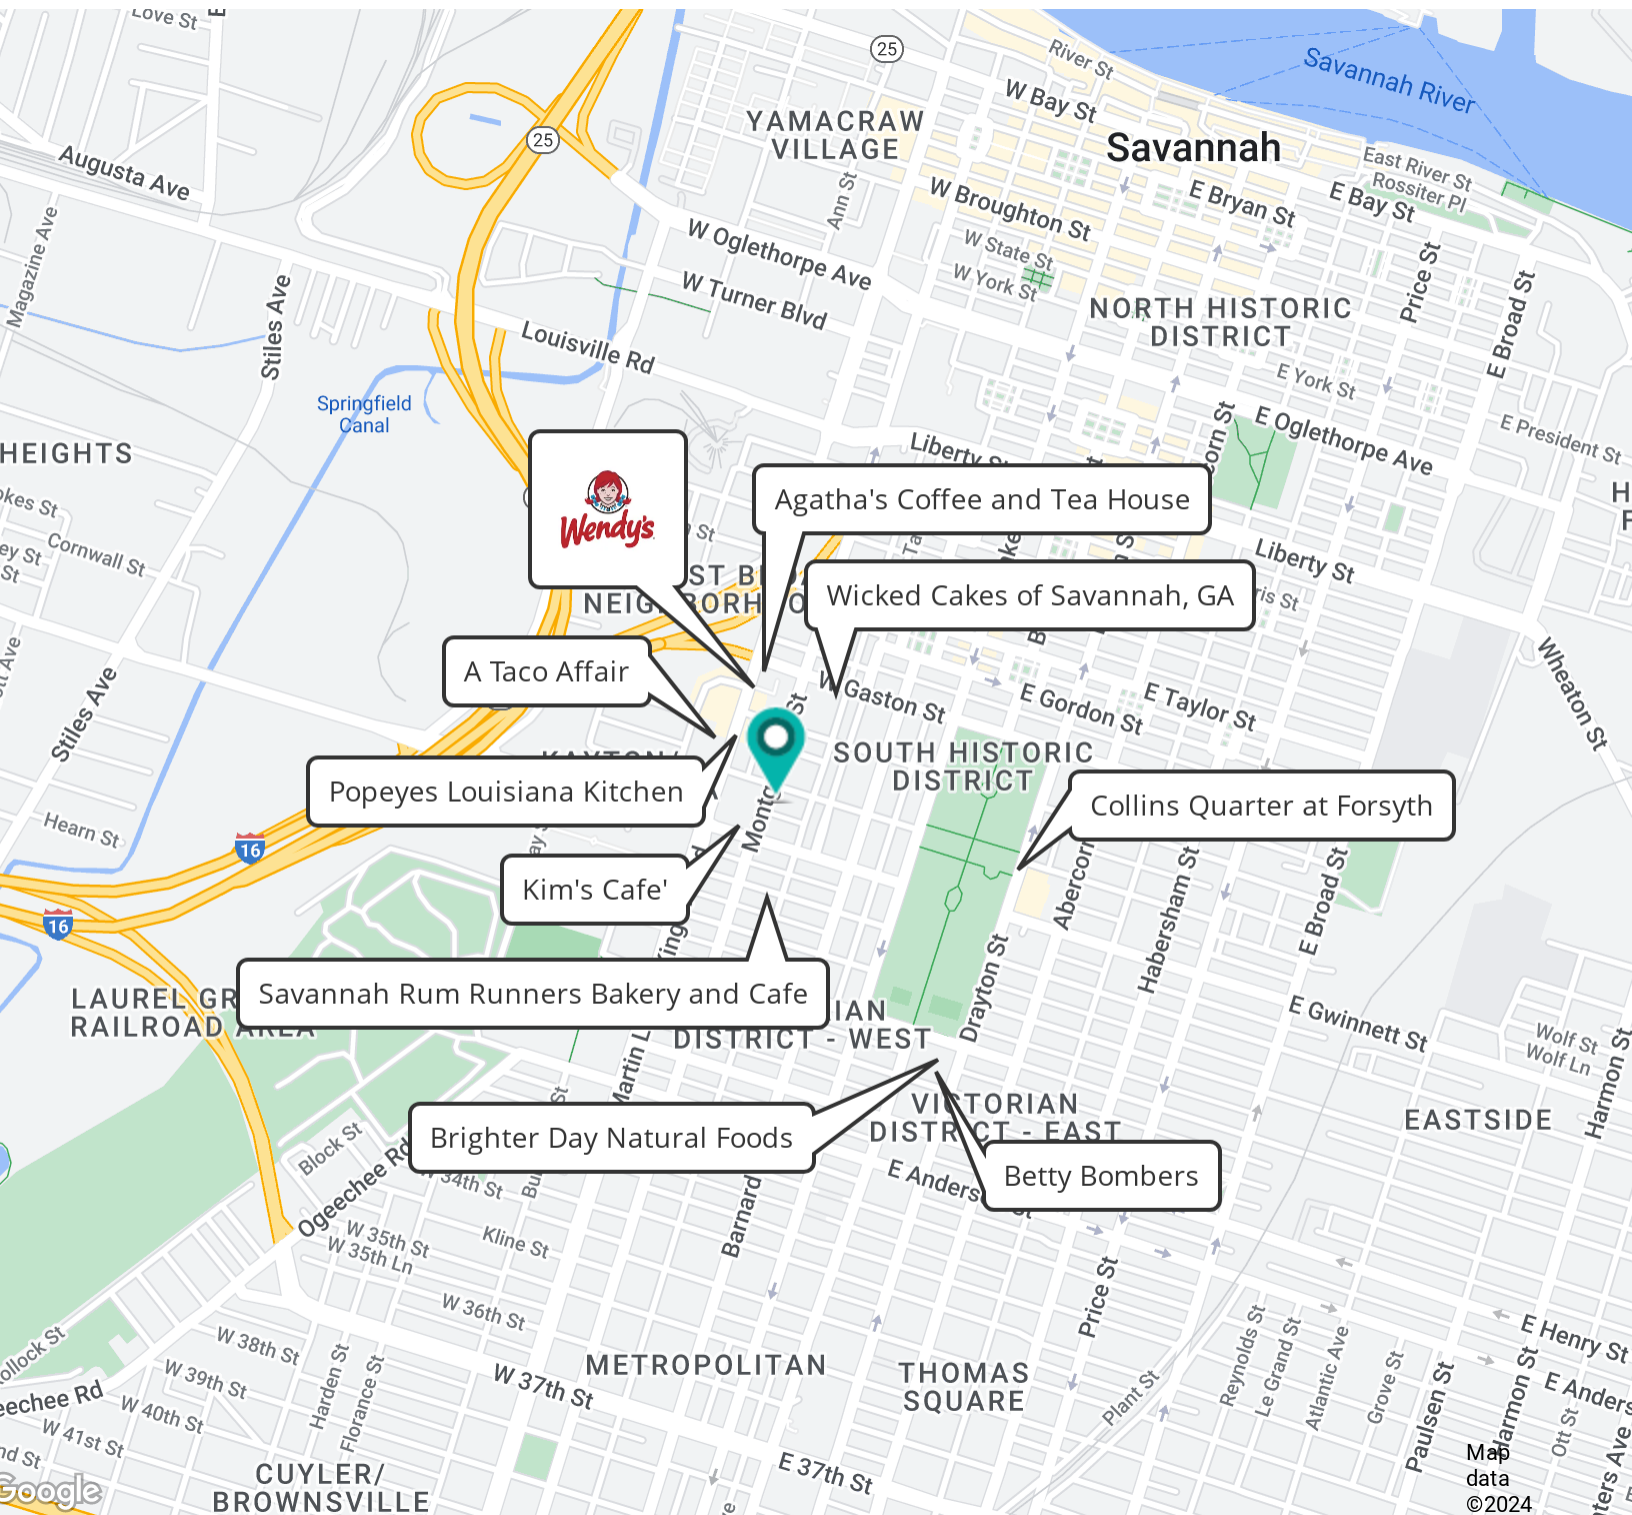 Love St
25
River St
Savannah River
W Bay St
YAMACRAW
VILLAGE
Savannah
25
Augusta Ave
East River St
Rossiter Pl
E Bryan St
E Bay St
Ann St
W Broughton St
Magazine Ave
W Oglethorpe Ave
W State St
W York St
Price St
Stiles Ave
W Turner Blvd
NORTH HISTORIC
DISTRICT
E Broad St
Louisville Rd
E York St
Springfield
Canal
E Oglethorpe Ave
E President St
HEIGHTS
Liberty St
Wendy's
Agatha's Coffee and Tea House
Cornwall St
Liberty St
Wicked Cakes of Savannah, GA
A Taco Affair
W Gaston St
E Gordon St
E Taylor St
Wheaton St
Stiles Ave
SOUTH HISTORIC
DISTRICT
Popeyes Louisiana Kitchen
Collins Quarter at Forsyth
Hearn St
16
Kim's Cafe'
Habersham St
E Broad St
16
Savannah Rum Runners Bakery and Cafe
LAUREL GR
RAILROAD AREA
Drayton St
E Gwinnett St
DISTRICT - WEST
Wolf St
Wolf Ln
Harmon St
VICTORIAN
DISTRICT - EAST
EASTSIDE
Brighter Day Natural Foods
Betty Bombers
Block St
Ogeechee Rd
W 34th St
Barnard
W 35th St
W 35th Ln
Kline St
Price St
W 36th St
Reynolds St
Le Grand St
Atlantic Ave
Grove St
E Henry St
W 38th St
METROPOLITAN
THOMAS
SQUARE
W 37th St
W 39th St
Harden St
Florance St
Plant St
Paulsen St
Harmon St
E Anders
W 40th St
W 41st St
Ott St
E 37th St
CUYLER/
BROWNSVILLE
Google
Map
data
©2024